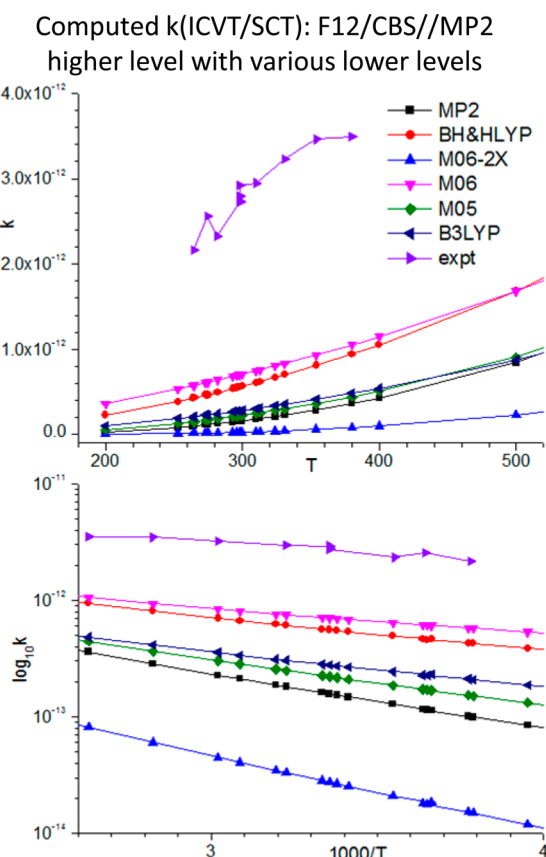 Computed k(ICVT/SCT): F12/CBS//MP2
higher level with various lower levels
4.0x10⁻¹²
3.0x10⁻¹²
2.0x10⁻¹²
1.0x10⁻¹²
0.0
k
MP2
BH&HLYP
M06-2X
M06
M05
B3LYP
expt
200
300
400
500
T
10⁻¹¹
10⁻¹²
10⁻¹³
10⁻¹⁴
log₁₀k
3
1000/T
4